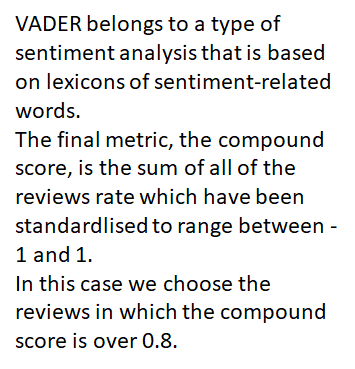 VADER belongs to a type of
sentiment analysis that is based
on lexicons of sentiment-related
words.
The final metric, the compound
score, is the sum of all of the
reviews rate which have been
standardlised to range between -
1 and 1.
In this case we choose the
reviews in which the compound
score is over 0.8.